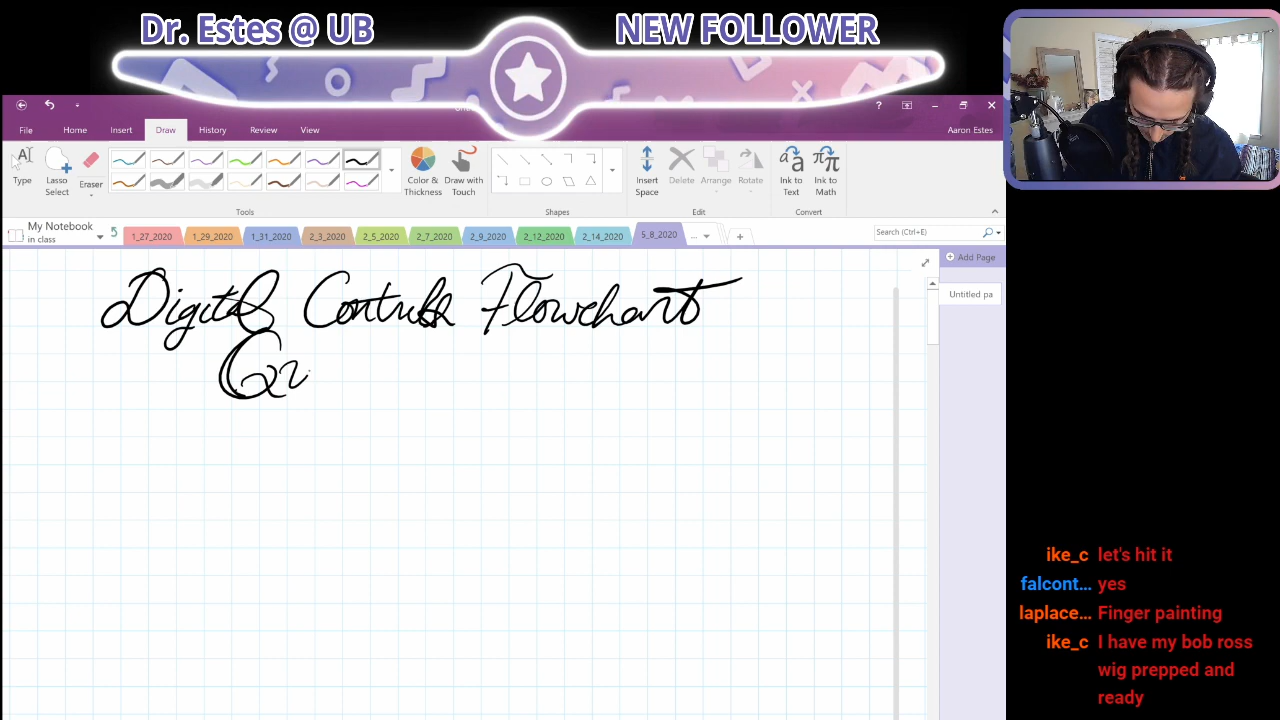 Dr. Estes @ UB
NEW FOLLOWER
File Home Insert Draw History Review View
Aaron Estes
Type
Lasso Select
Eraser
Color & Thickness
Draw with Touch
Insert Space
Delete
Arrange
Rotate
Ink to Text
Ink to Math
Tools
Shapes
Edit
Convert
My Notebook
in class
1_27_2020 1_29_2020 1_31_2020 2_3_2020 2_5_2020 2_7_2020 2_9_2020 2_12_2020 2_14_2020 5_8_2020 ...
Search (Ctrl+E)
Add Page
Untitled pa
Digital Controls Flowchart
ike_c let's hit it
falcont... yes
laplace... Finger painting
ike_c I have my bob ross
wig prepped and
ready